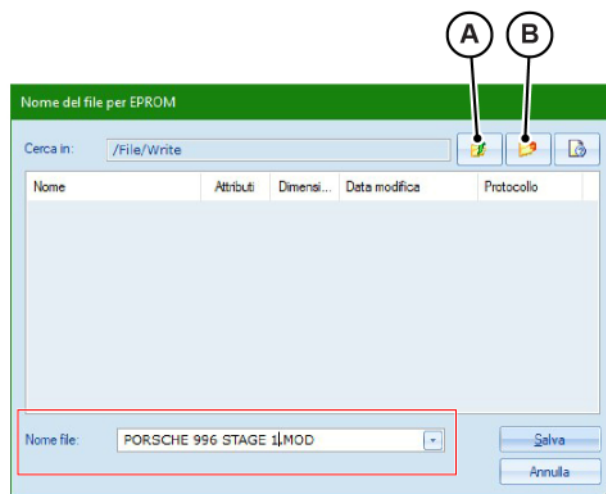 A B
Nome del file per EPROM
Cerca in: /File/Write
Nome Attributi Dimensi... Data modifica Protocollo
Nome file: PORSCHE 996 STAGE 1.MOD
Salva
Annulla